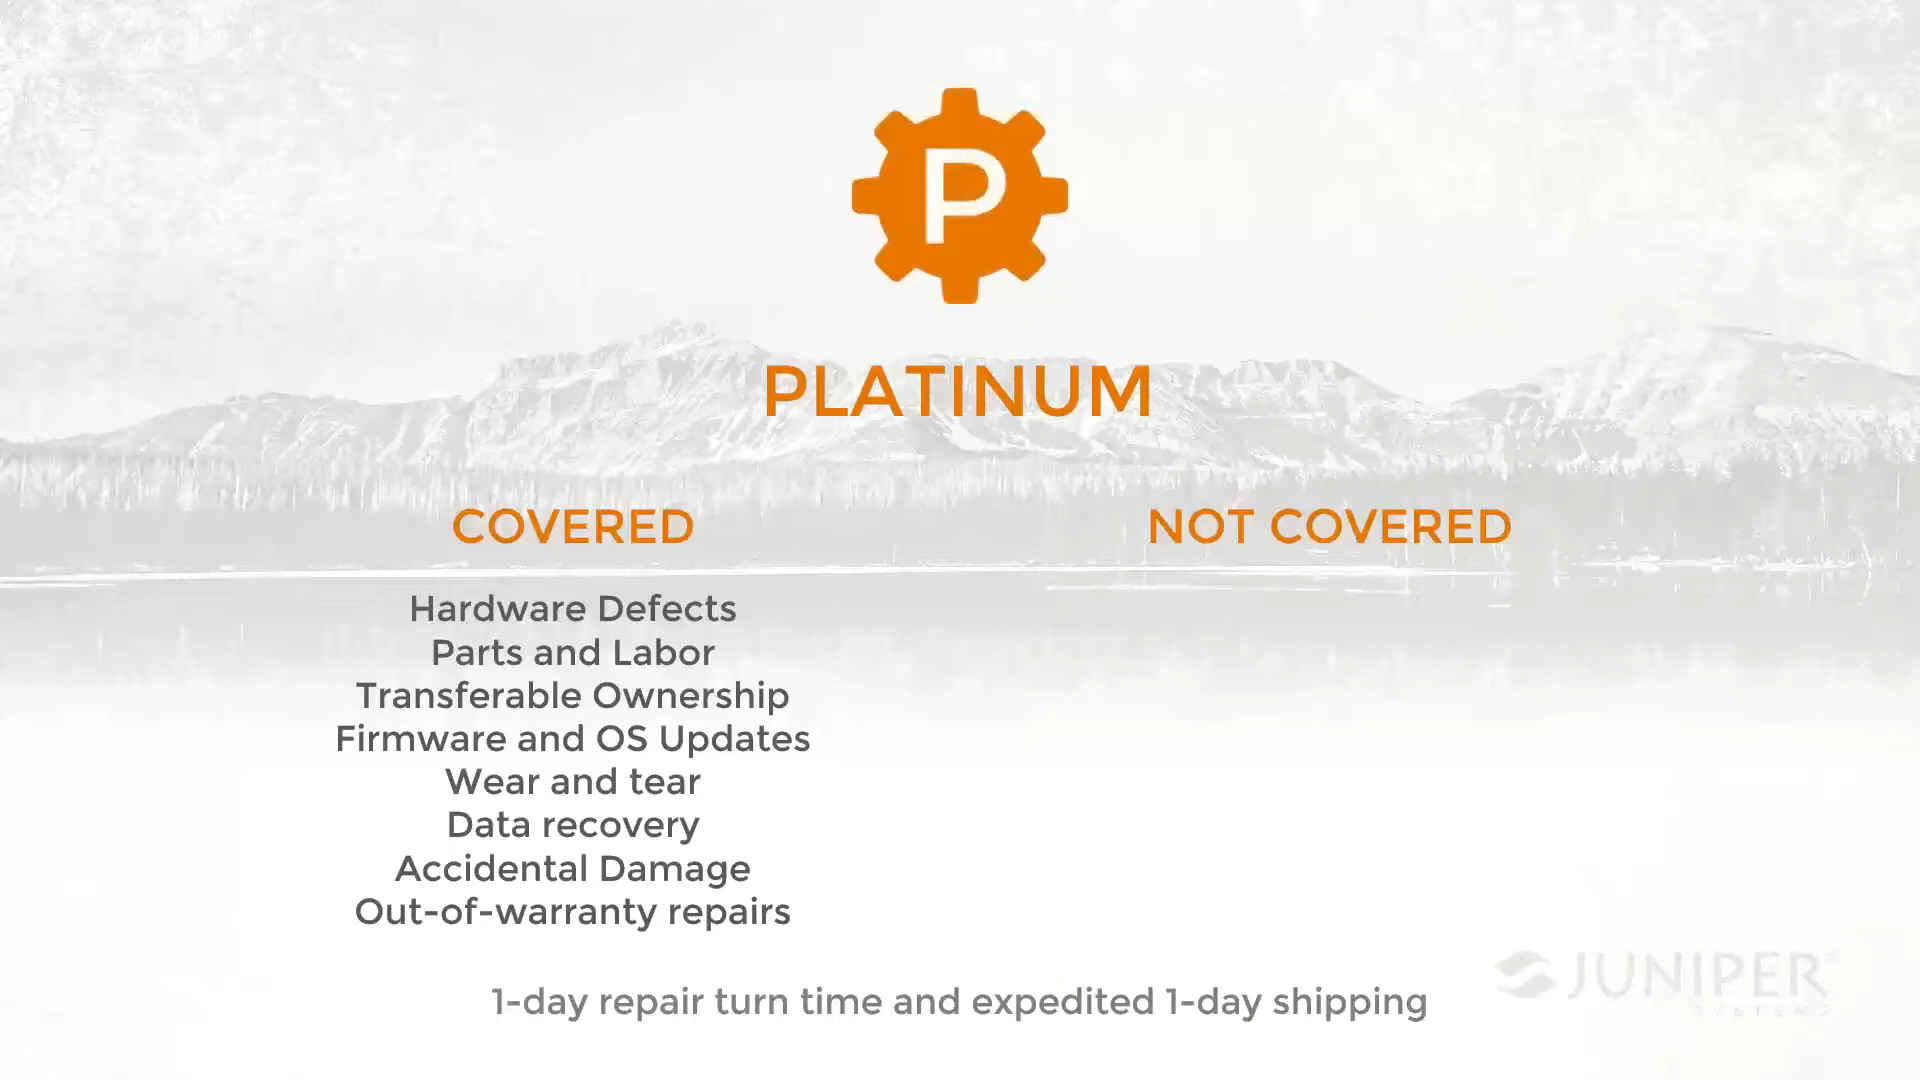 P
PLATINUM
COVERED
Hardware Defects
Parts and Labor
Transferable Ownership
Firmware and OS Updates
Wear and tear
Data recovery
Accidental Damage
Out-of-warranty repairs
NOT COVERED
1-day repair turn time and expedited 1-day shipping
JUNIPER
SYSTEMS